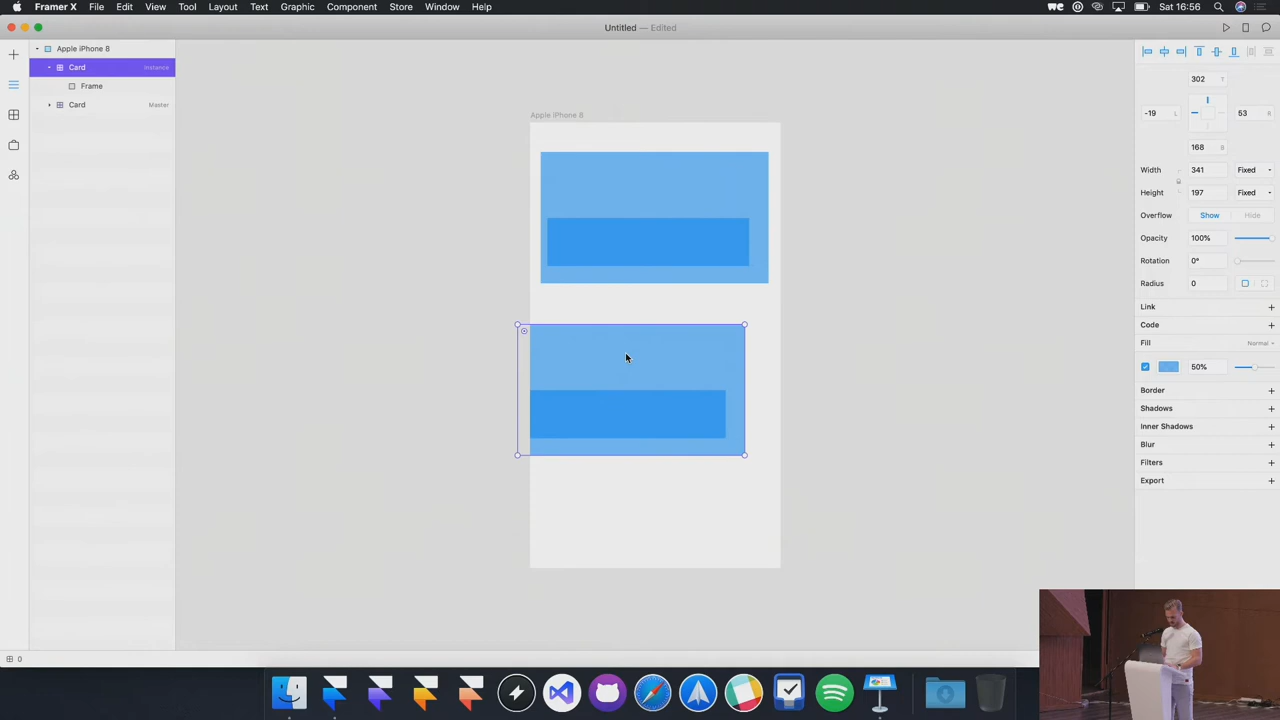 Framer X File Edit View Tool Layout Text Graphic Component Store Window Help
Sat 16:56
Untitled — Edited
Apple iPhone 8
Card Instance
Frame
Card Master
Apple iPhone 8
302 T
-19 L
53 R
168 B
Width 341 Fixed
Height 197 Fixed
Overflow Show Hide
Opacity 100%
Rotation 0°
Radius 0
Link
Code
Fill Normal
50%
Border
Shadows
Inner Shadows
Blur
Filters
Export
0